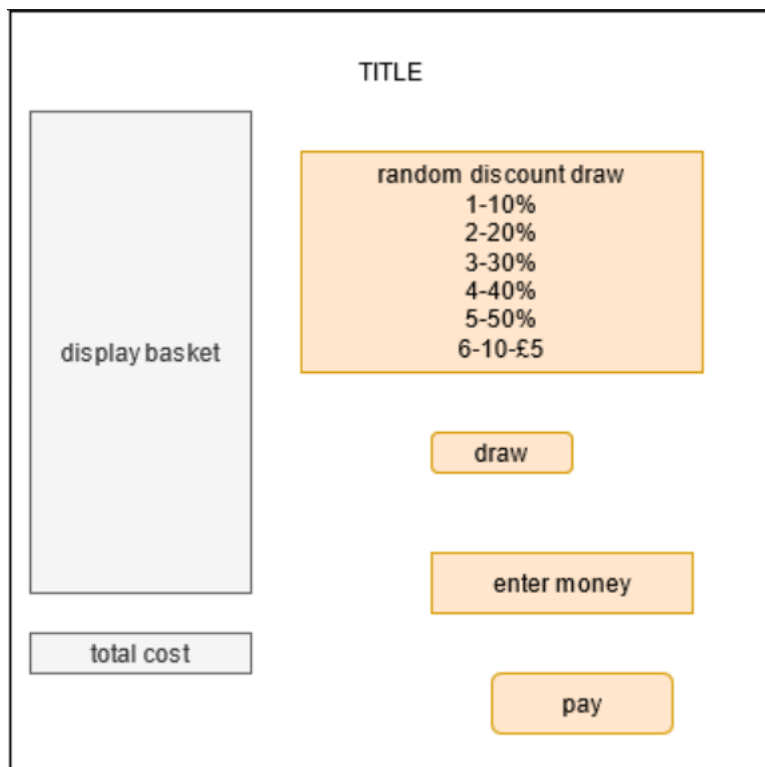 TITLE
display basket
total cost
random discount draw
1-10%
2-20%
3-30%
4-40%
5-50%
6-10-£5
draw
enter money
pay